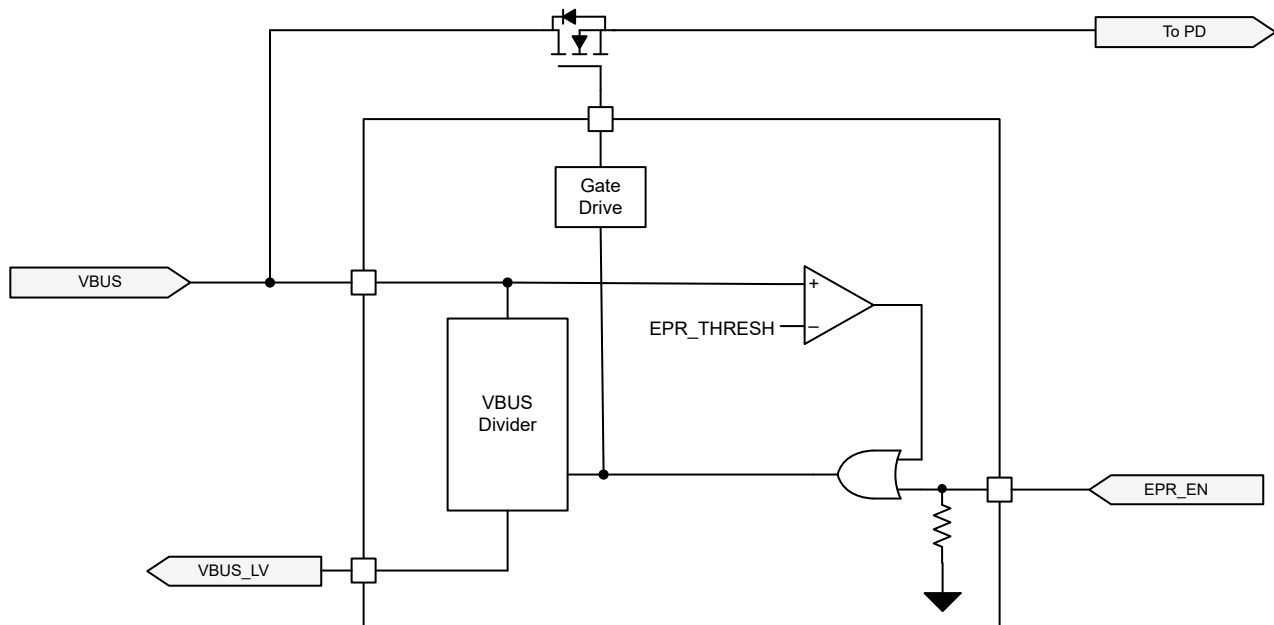 To PD
Gate
Drive
VBUS
+
EPR_THRESH
–
VBUS
Divider
EPR_EN
VBUS_LV